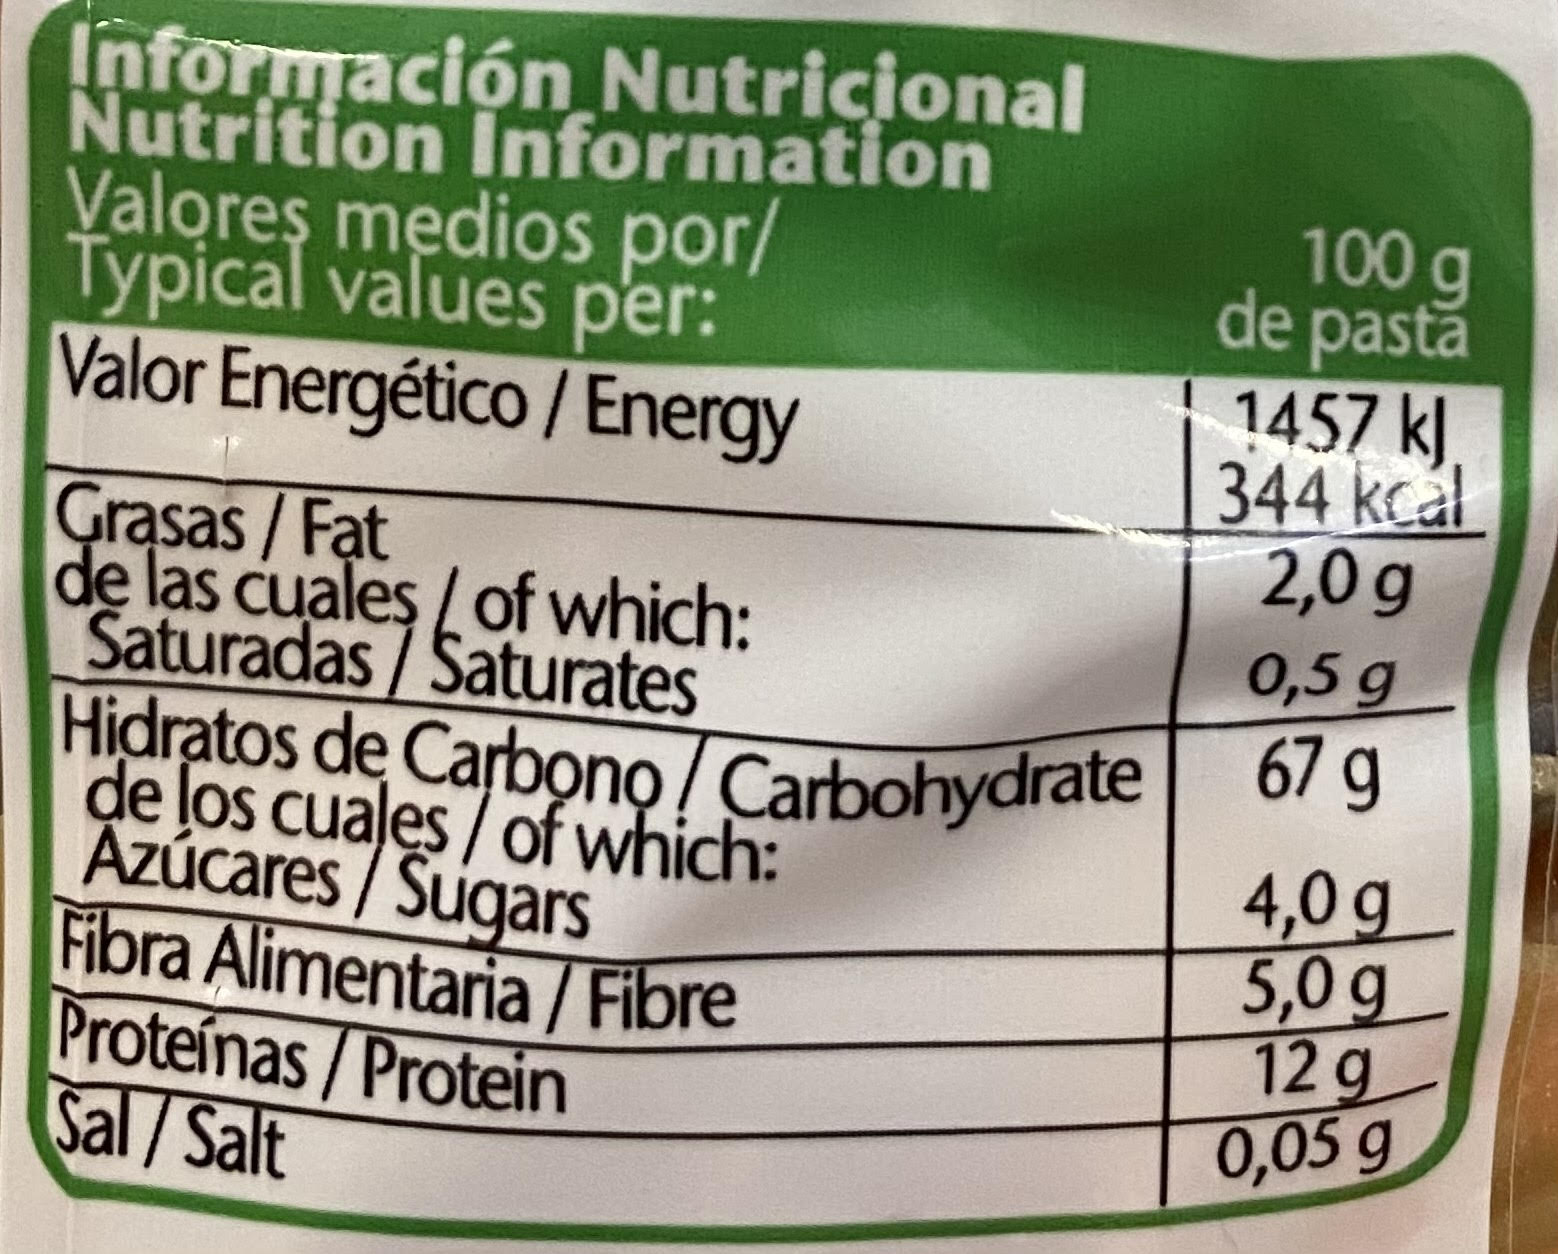 Información Nutricional
Nutrition Information
Valores medios por/
Typical values per:
100 g
de pasta
Valor Energético / Energy
1457 kJ
344 kcal
Grasas / Fat 2,0 g
de las cuales / of which:
Saturadas / Saturates 0,5 g
Hidratos de Carbono / Carbohydrate 67 g
de los cuales / of which:
Azúcares / Sugars 4,0 g
Fibra Alimentaria / Fibre 5,0 g
Proteínas / Protein 12 g
Sal / Salt 0,05 g